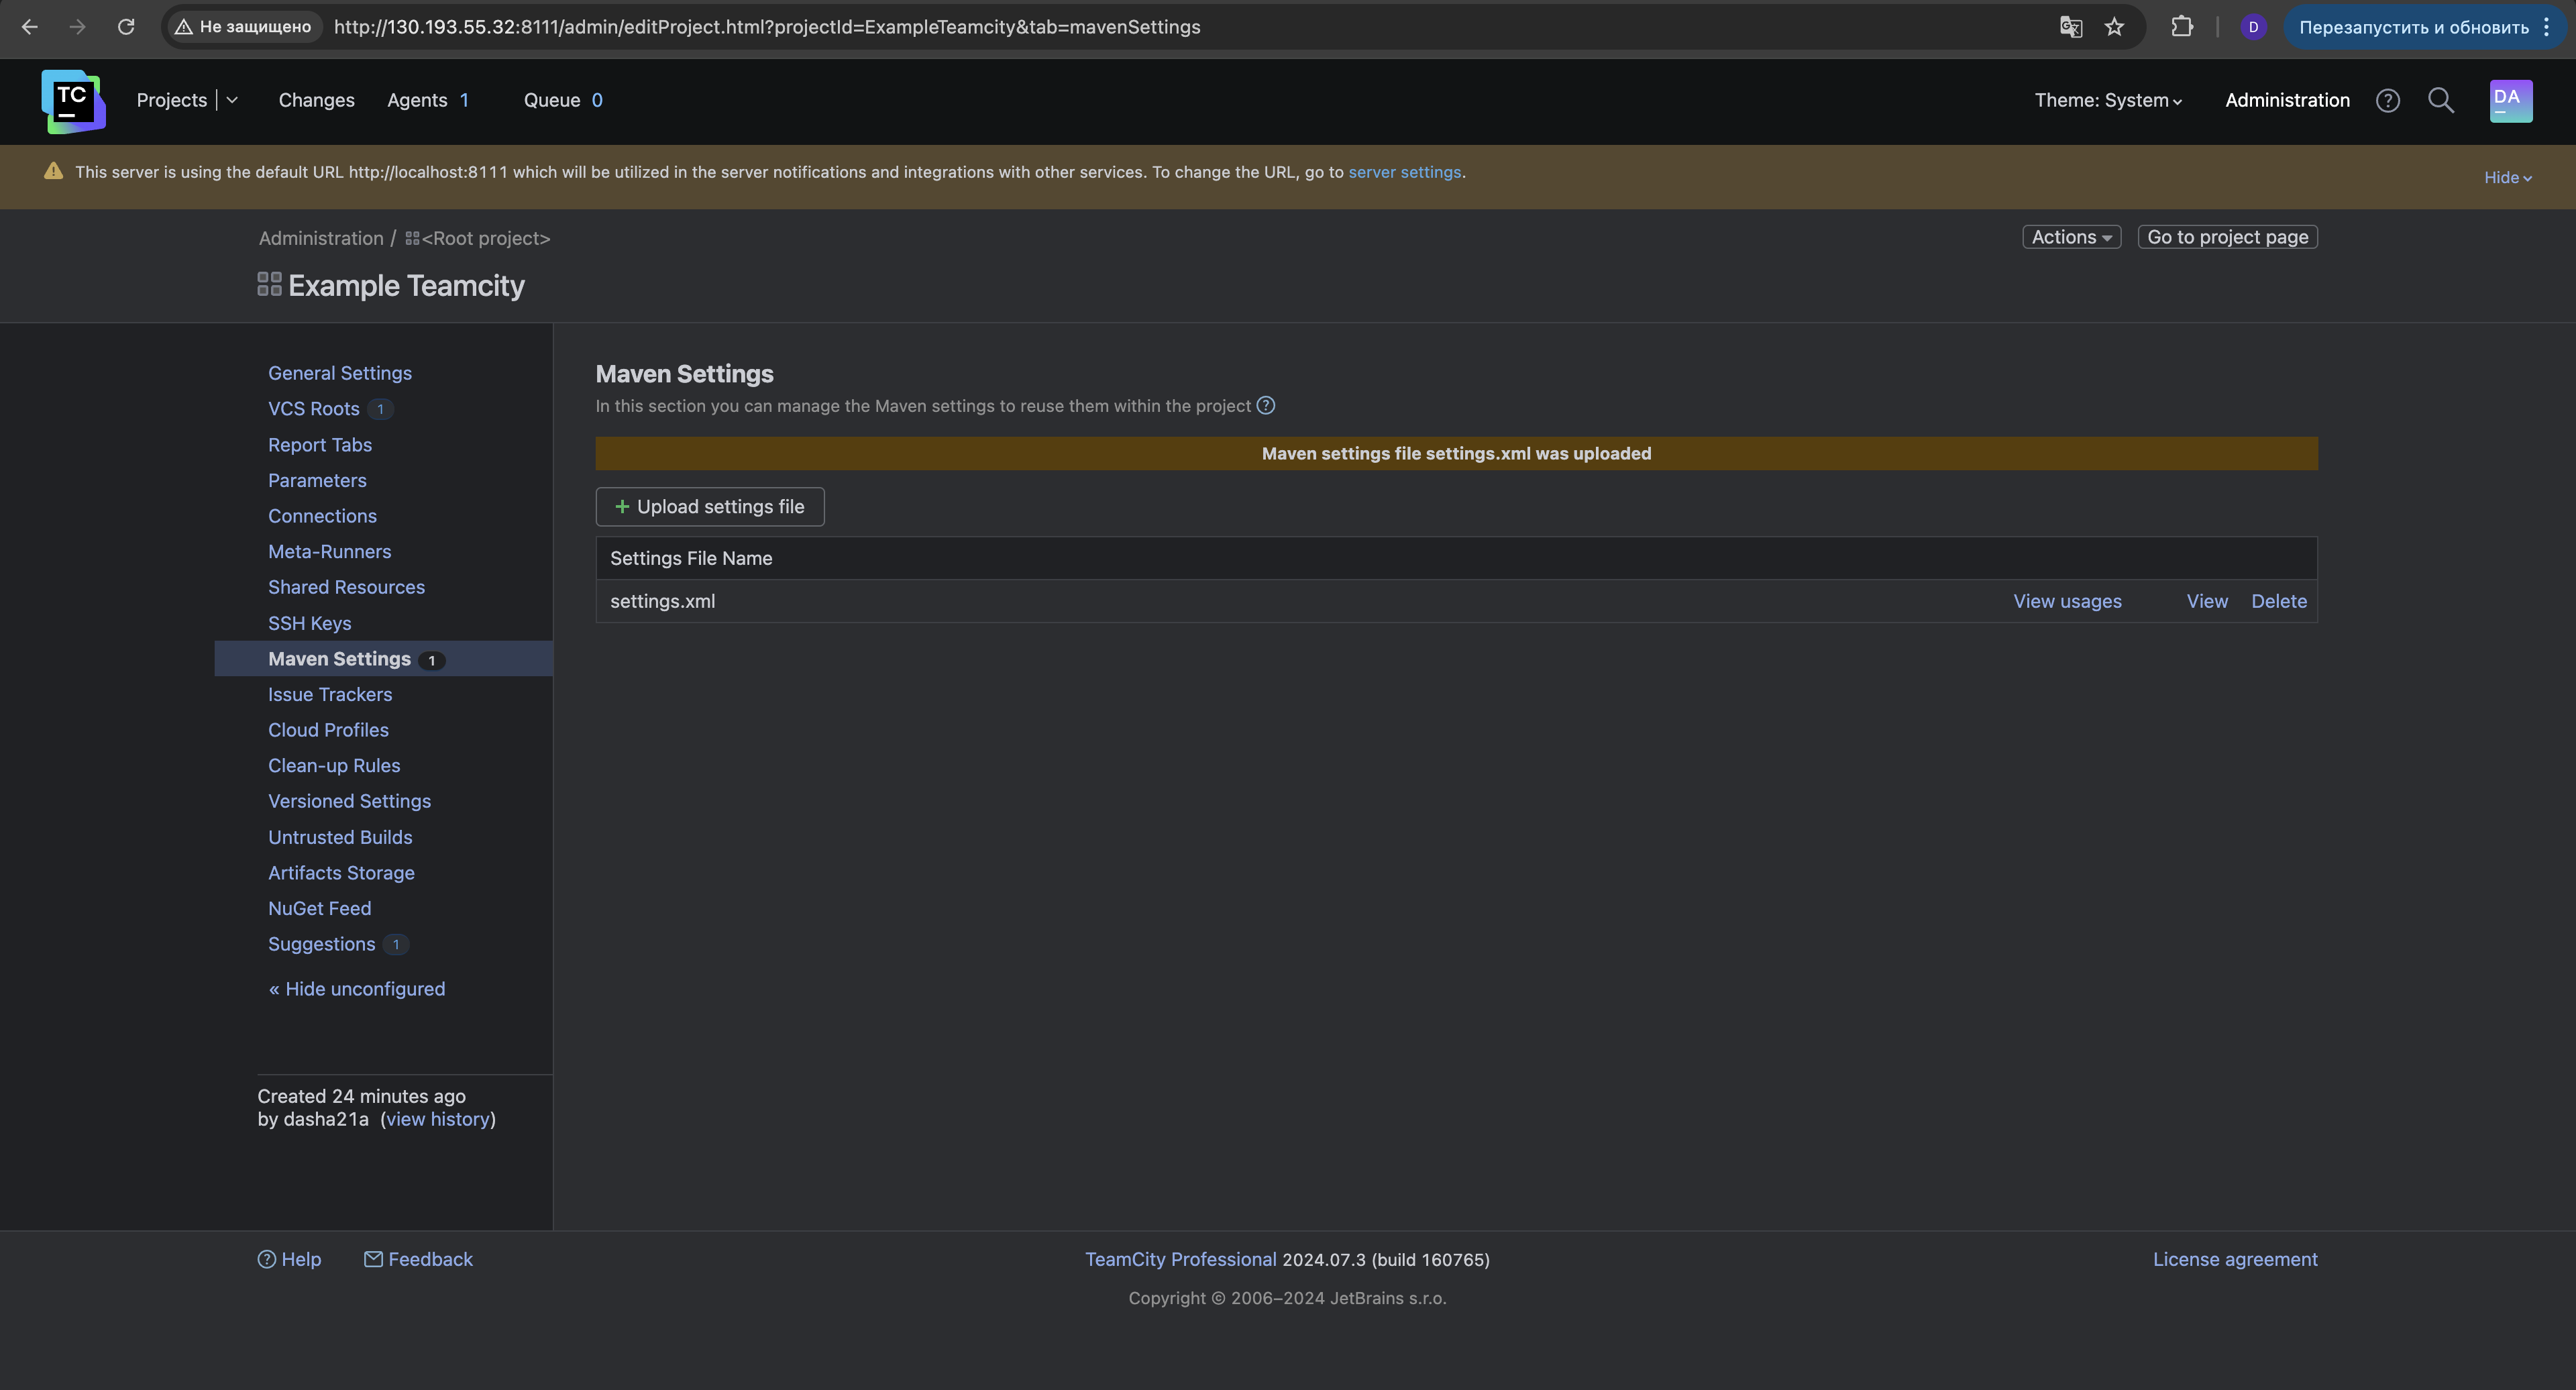 Не защищено http://130.193.55.32:8111/admin/editProject.html?projectId=ExampleTeamcity&tab=mavenSettings D Перезапустить и обновить
TC Projects Changes Agents 1 Queue 0 Theme: System Administration DA
This server is using the default URL http://localhost:8111 which will be utilized in the server notifications and integrations with other services. To change the URL, go to server settings. Hide
Administration / <Root project> Actions Go to project page
Example Teamcity
General Settings
VCS Roots 1
Report Tabs
Parameters
Connections
Meta-Runners
Shared Resources
SSH Keys
Maven Settings 1
Issue Trackers
Cloud Profiles
Clean-up Rules
Versioned Settings
Untrusted Builds
Artifacts Storage
NuGet Feed
Suggestions 1
« Hide unconfigured
Created 24 minutes ago
by dasha21a (view history)
Maven Settings
In this section you can manage the Maven settings to reuse them within the project
Maven settings file settings.xml was uploaded
+ Upload settings file
Settings File Name
settings.xml View usages View Delete
Help Feedback TeamCity Professional 2024.07.3 (build 160765) License agreement
Copyright © 2006–2024 JetBrains s.r.o.